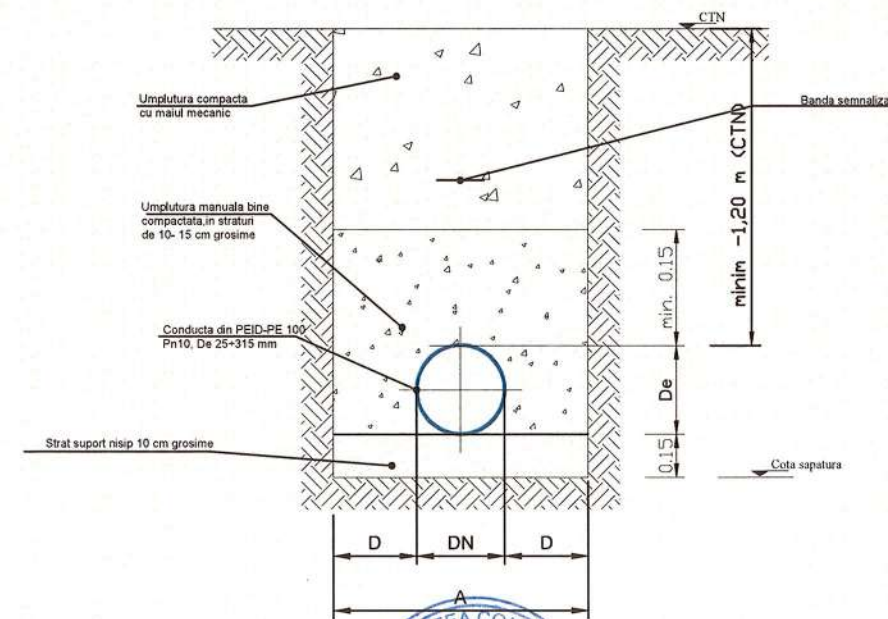 CTN
Umplutura compacta
cu maiul mecanic
Banda semnaliza
minim -1,20 m (CTN)
Umplutura manuala bine
compactata,in straturi
de 10- 15 cm grosime
min. 0.15
Conducta din PEID-PE 100
Pn10, De 25÷315 mm
De
Strat suport nisip 10 cm grosime
0.15
Cota sapatura
D
DN
D
A